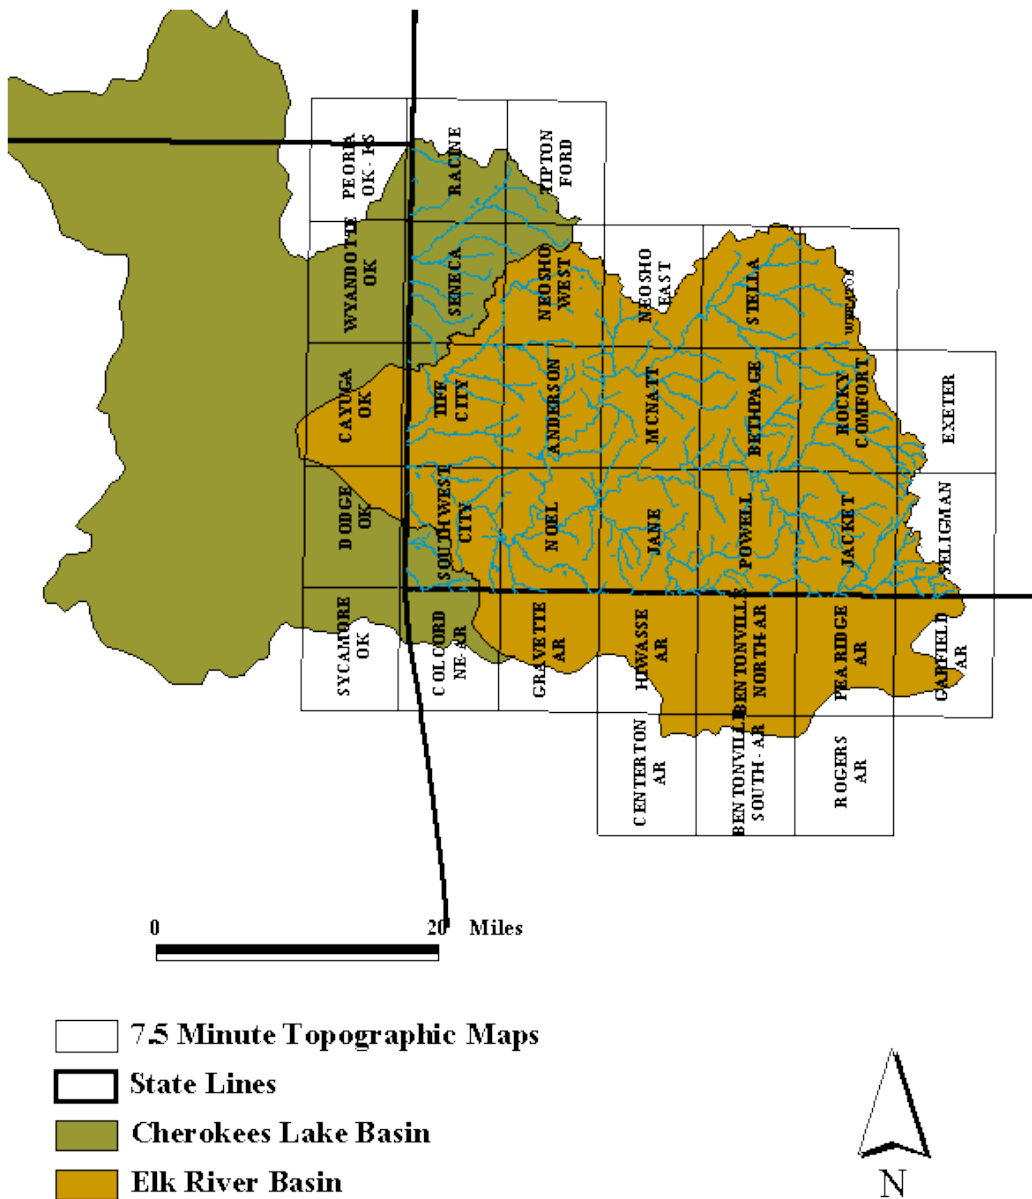 PEORIA
OK - KS
RACINE
TIPTON
FORD
WYANDOTTE
OK
SENECA
NEOSHO
WEST
NEOSHO
EAST
STELLA
WHEATON
CAYUGA
OK
TIFF
CITY
ANDERSON
MCNATT
BETHPAGE
ROCKY
COMFORT
EXETER
DODGE
OK
SOUTHWEST
CITY
NOEL
JANE
POWELL
JACKET
SELIGMAN
SYCAMORE
OK
COLCORD
NE-AR
GRAVETTE
AR
HIWASSE
AR
BENTONVILLE
NORTH-AR
PEA RIDGE
AR
GARFIELD
AR
CENTERTON
AR
BENTONVILLE
SOUTH - AR
ROGERS
AR
0 20 Miles
7.5 Minute Topographic Maps
State Lines
Cherokees Lake Basin
Elk River Basin
N